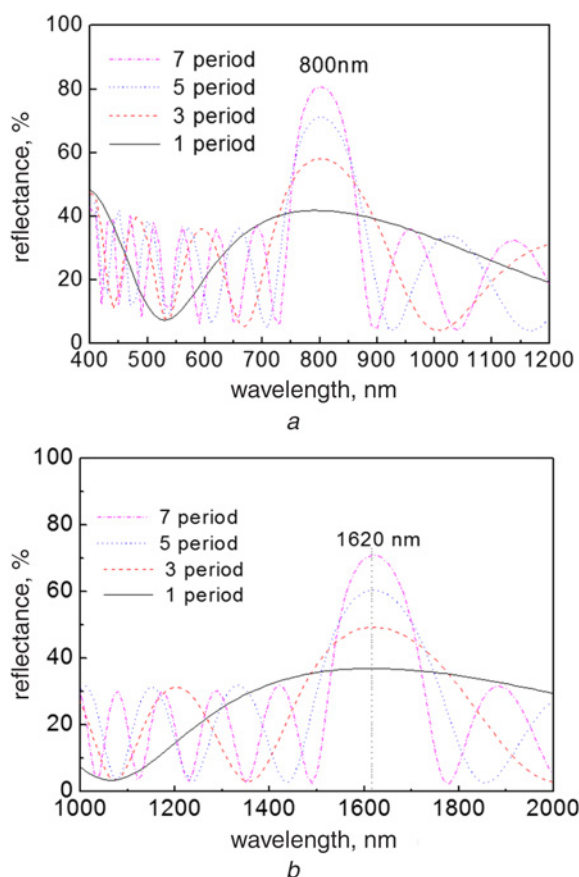 100
80
60
40
20
0
reflectance, %
7 period
5 period
3 period
1 period
800nm
400 500 600 700 800 900 1000 1100 1200
wavelength, nm
a
100
80
60
40
20
0
reflectance, %
7 period
5 period
3 period
1 period
1620 nm
1000 1200 1400 1600 1800 2000
wavelength, nm
b